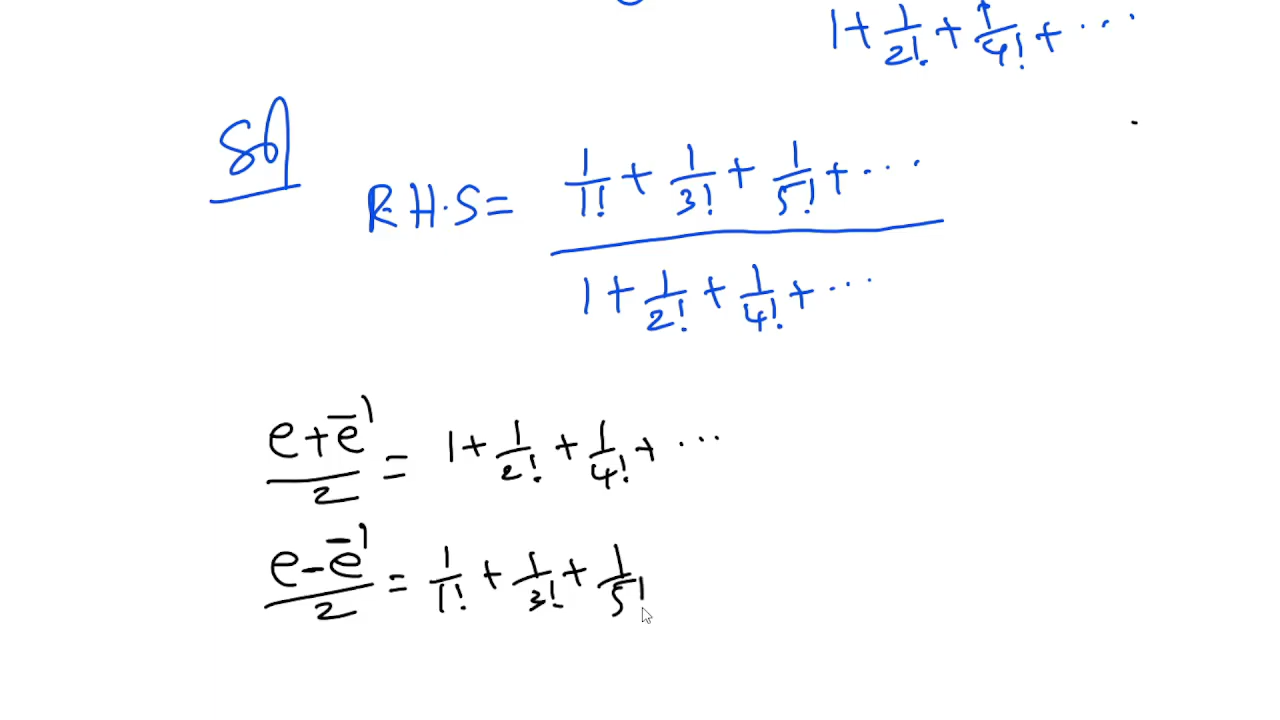 1 + 1/2! + 1/4! + ...
Sol
R.H.S = (1/1! + 1/3! + 1/5! + ...) / (1 + 1/2! + 1/4! + ...)
(e + e⁻¹)/2 = 1 + 1/2! + 1/4! + ...
(e - e⁻¹)/2 = 1/1! + 1/3! + 1/5!